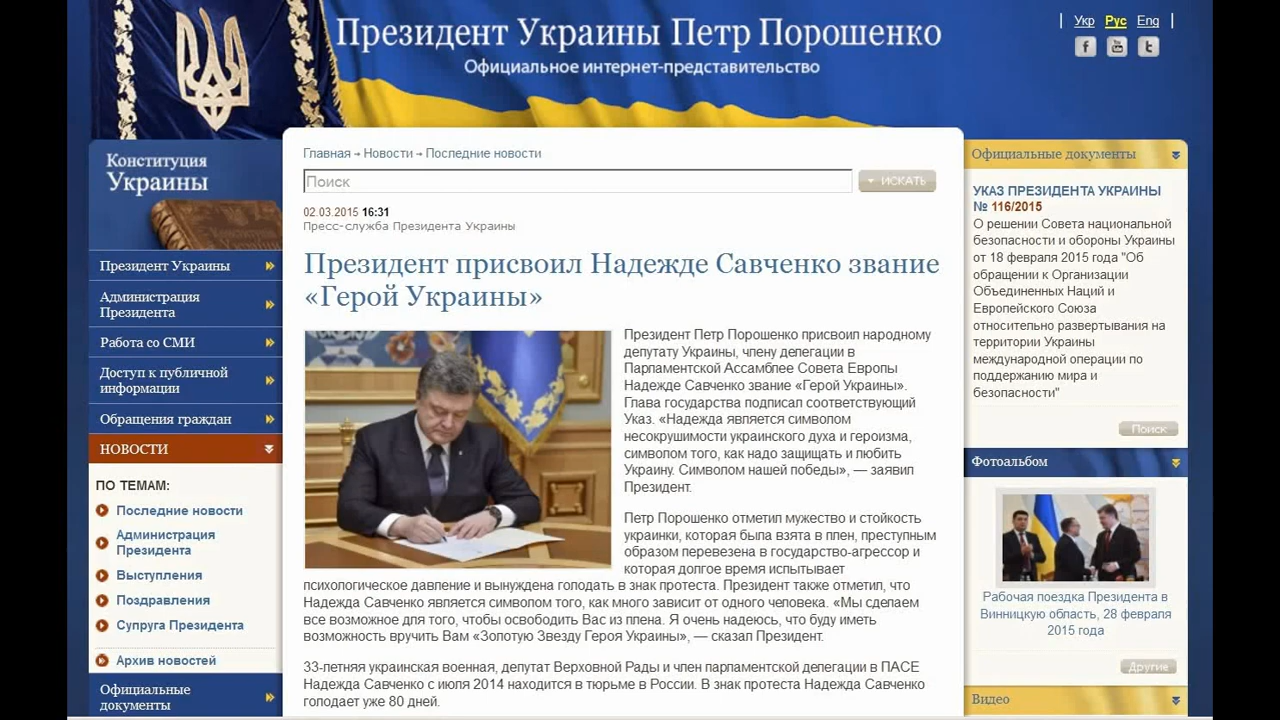 Президент Украины Петр Порошенко
Официальное интернет-представительство
Укр Рус Eng
Конституция
Украины
Президент Украины
Администрация
Президента
Работа со СМИ
Доступ к публичной
информации
Обращения граждан
НОВОСТИ
ПО ТЕМАМ:
Последние новости
Администрация
Президента
Выступления
Поздравления
Супруга Президента
Архив новостей
Официальные
документы
Главная → Новости → Последние новости
Поиск
ИСКАТЬ
02.03.2015 16:31
Пресс-служба Президента Украины
Президент присвоил Надежде Савченко звание
«Герой Украины»
Президент Петр Порошенко присвоил народному
депутату Украины, члену делегации в
Парламентской Ассамблее Совета Европы
Надежде Савченко звание «Герой Украины».
Глава государства подписал соответствующий
Указ. «Надежда является символом
несокрушимости украинского духа и героизма,
символом того, как надо защищать и любить
Украину. Символом нашей победы», — заявил
Президент.
Петр Порошенко отметил мужество и стойкость
украинки, которая была взята в плен, преступным
образом перевезена в государство-агрессор и
которая долгое время испытывает
психологическое давление и вынуждена голодать в знак протеста. Президент также отметил, что
Надежда Савченко является символом того, как много зависит от одного человека. «Мы сделаем
все возможное для того, чтобы освободить Вас из плена. Я очень надеюсь, что буду иметь
возможность вручить Вам «Золотую Звезду Героя Украины», — сказал Президент.
33-летняя украинская военная, депутат Верховной Рады и член парламентской делегации в ПАСЕ
Надежда Савченко с июля 2014 находится в тюрьме в России. В знак протеста Надежда Савченко
голодает уже 80 дней.
Официальные документы
УКАЗ ПРЕЗИДЕНТА УКРАИНЫ
№ 116/2015
О решении Совета национальной
безопасности и обороны Украины
от 18 февраля 2015 года "Об
обращении к Организации
Объединенных Наций и
Европейского Союза
относительно развертывания на
территории Украины
международной операции по
поддержанию мира и
безопасности"
Поиск
Фотоальбом
Рабочая поездка Президента в
Винницкую область, 28 февраля
2015 года
Другие
Видео